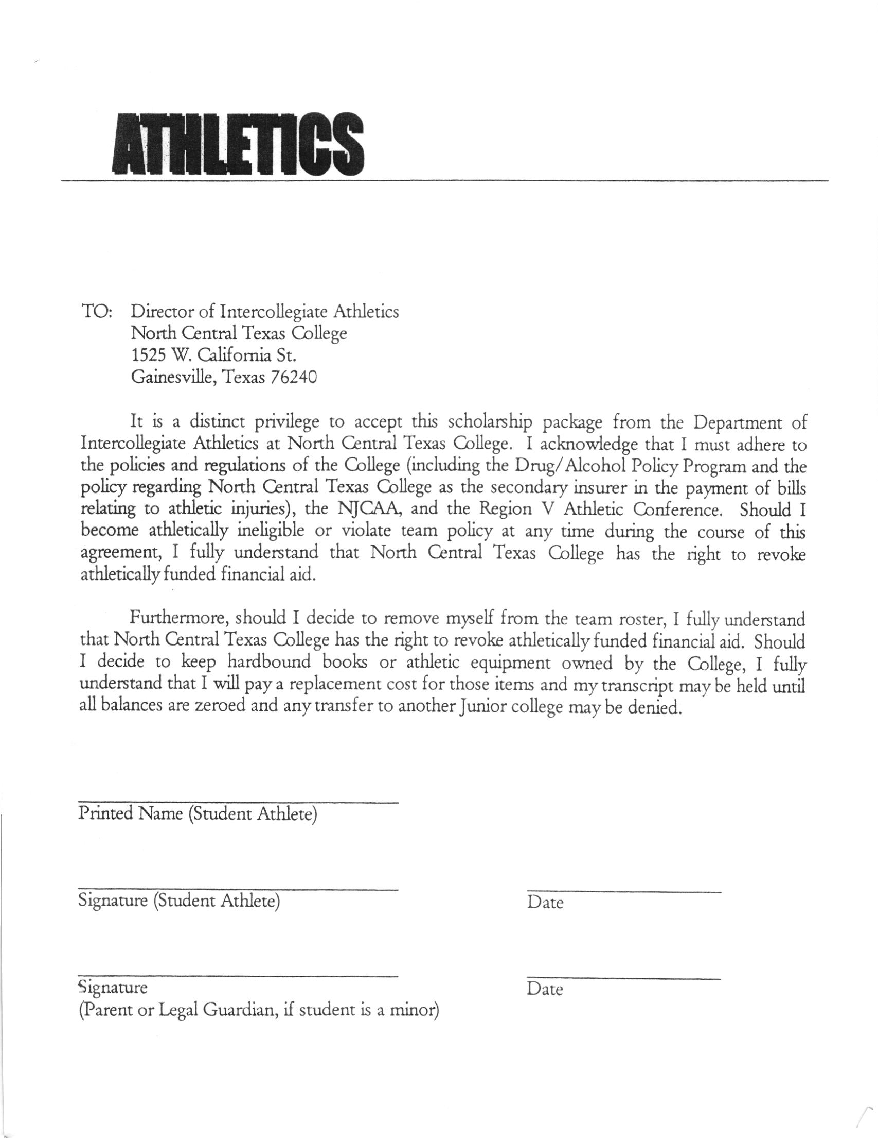 ATHLETICS
TO: Director of Intercollegiate Athletics
North Central Texas College
1525 W. California St.
Gainesville, Texas 76240
It is a distinct privilege to accept this scholarship package from the Department of
Intercollegiate Athletics at North Central Texas College. I acknowledge that I must adhere to
the policies and regulations of the College (including the Drug/Alcohol Policy Program and the
policy regarding North Central Texas College as the secondary insurer in the payment of bills
relating to athletic injuries), the NJCAA, and the Region V Athletic Conference. Should I
become athletically ineligible or violate team policy at any time during the course of this
agreement, I fully understand that North Central Texas College has the right to revoke
athletically funded financial aid.
Furthermore, should I decide to remove myself from the team roster, I fully understand
that North Central Texas College has the right to revoke athletically funded financial aid. Should
I decide to keep hardbound books or athletic equipment owned by the College, I fully
understand that I will pay a replacement cost for those items and my transcript may be held until
all balances are zeroed and any transfer to another Junior college may be denied.
Printed Name (Student Athlete)
Signature (Student Athlete) Date
Signature Date
(Parent or Legal Guardian, if student is a minor)